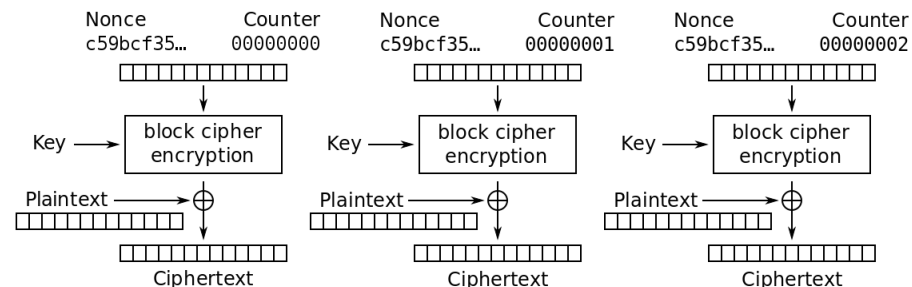 Nonce Counter Nonce Counter Nonce Counter
c59bcf35… 00000000 c59bcf35… 00000001 c59bcf35… 00000002
block cipher block cipher block cipher
Key Key Key
encryption encryption encryption
Plaintext Plaintext Plaintext
Ciphertext Ciphertext Ciphertext